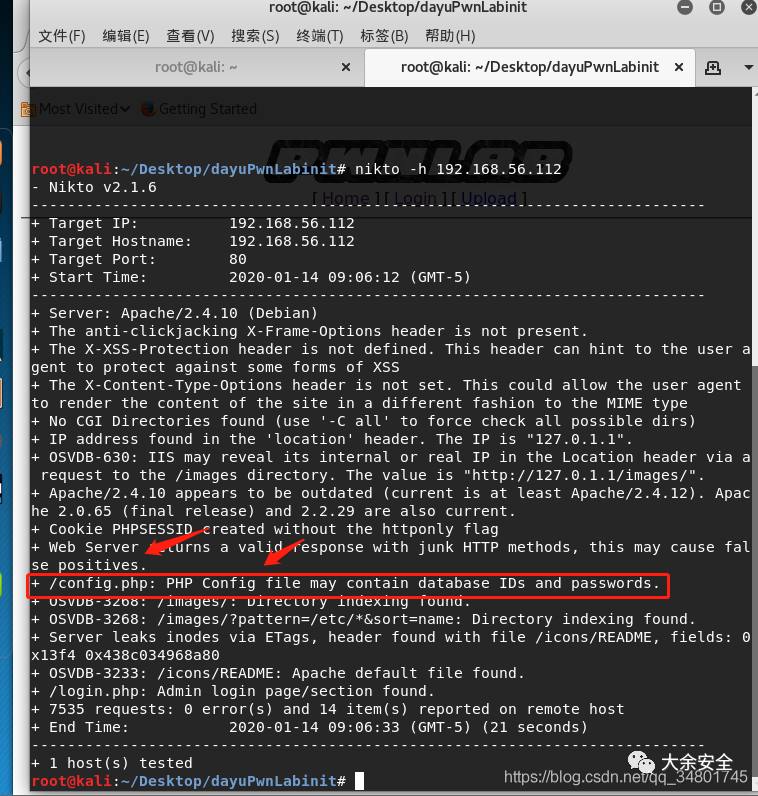 root@kali: ~/Desktop/dayuPwnLabinit
文件(F) 编辑(E) 查看(V) 搜索(S) 终端(T) 标签(B) 帮助(H)
root@kali: ~
root@kali: ~/Desktop/dayuPwnLabinit
Most Visited
Getting Started
PWNLAB
root@kali:~/Desktop/dayuPwnLabinit# nikto -h 192.168.56.112
- Nikto v2.1.6
[ Home ] [ Login ] [ Upload ]
---------------------------------------------------------------------------
+ Target IP:          192.168.56.112
+ Target Hostname:    192.168.56.112
+ Target Port:        80
+ Start Time:         2020-01-14 09:06:12 (GMT-5)
---------------------------------------------------------------------------
+ Server: Apache/2.4.10 (Debian)
+ The anti-clickjacking X-Frame-Options header is not present.
+ The X-XSS-Protection header is not defined. This header can hint to the user a
gent to protect against some forms of XSS
+ The X-Content-Type-Options header is not set. This could allow the user agent
to render the content of the site in a different fashion to the MIME type
+ No CGI Directories found (use '-C all' to force check all possible dirs)
+ IP address found in the 'location' header. The IP is "127.0.1.1".
+ OSVDB-630: IIS may reveal its internal or real IP in the Location header via a
 request to the /images directory. The value is "http://127.0.1.1/images/".
+ Apache/2.4.10 appears to be outdated (current is at least Apache/2.4.12). Apac
he 2.0.65 (final release) and 2.2.29 are also current.
+ Cookie PHPSESSID created without the httponly flag
+ Web Server returns a valid response with junk HTTP methods, this may cause fal
se positives.
+ /config.php: PHP Config file may contain database IDs and passwords.
+ OSVDB-3268: /images/: Directory indexing found.
+ OSVDB-3268: /images/?pattern=/etc/*&sort=name: Directory indexing found.
+ Server leaks inodes via ETags, header found with file /icons/README, fields: 0
x13f4 0x438c034968a80
+ OSVDB-3233: /icons/README: Apache default file found.
+ /login.php: Admin login page/section found.
+ 7535 requests: 0 error(s) and 14 item(s) reported on remote host
+ End Time:           2020-01-14 09:06:33 (GMT-5) (21 seconds)
---------------------------------------------------------------------------
+ 1 host(s) tested
root@kali:~/Desktop/dayuPwnLabinit#
大余安全
https://blog.csdn.net/qq_34801745